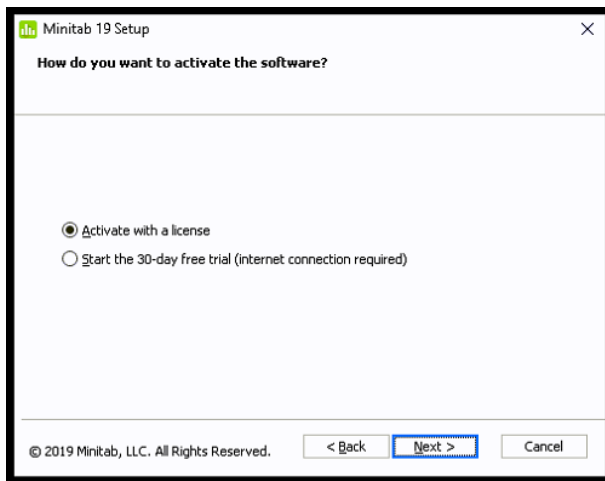 Minitab 19 Setup
How do you want to activate the software?
Activate with a license
Start the 30-day free trial (internet connection required)
© 2019 Minitab, LLC. All Rights Reserved.
< Back
Next >
Cancel